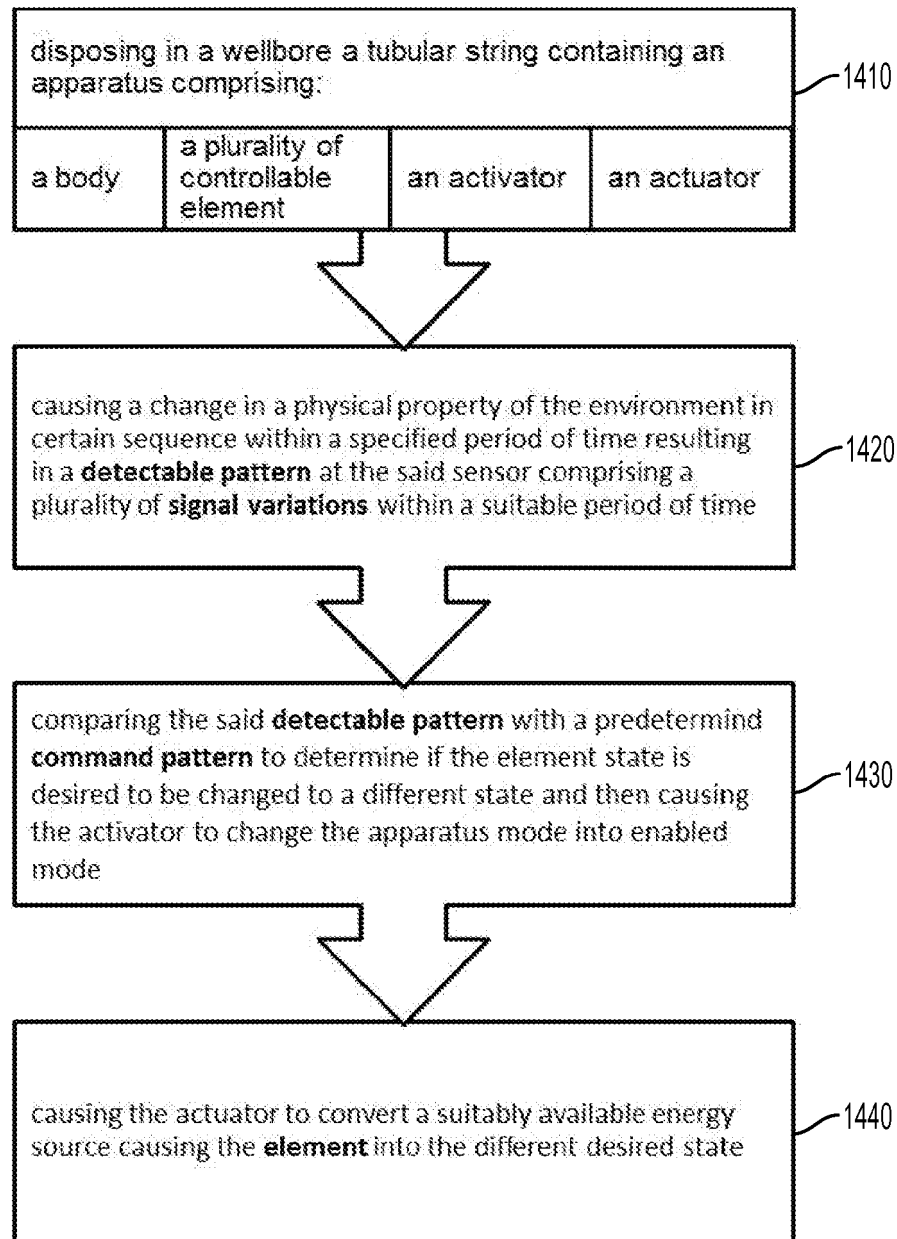 disposing in a wellbore a tubular string containing an
apparatus comprising:
1410
a body
a plurality of
controllable
element
an activator
an actuator
causing a change in a physical property of the environment in
certain sequence within a specified period of time resulting
in a detectable pattern at the said sensor comprising a
plurality of signal variations within a suitable period of time
1420
comparing the said detectable pattern with a predetermind
command pattern to determine if the element state is
desired to be changed to a different state and then causing
the activator to change the apparatus mode into enabled
mode
1430
causing the actuator to convert a suitably available energy
source causing the element into the different desired state
1440